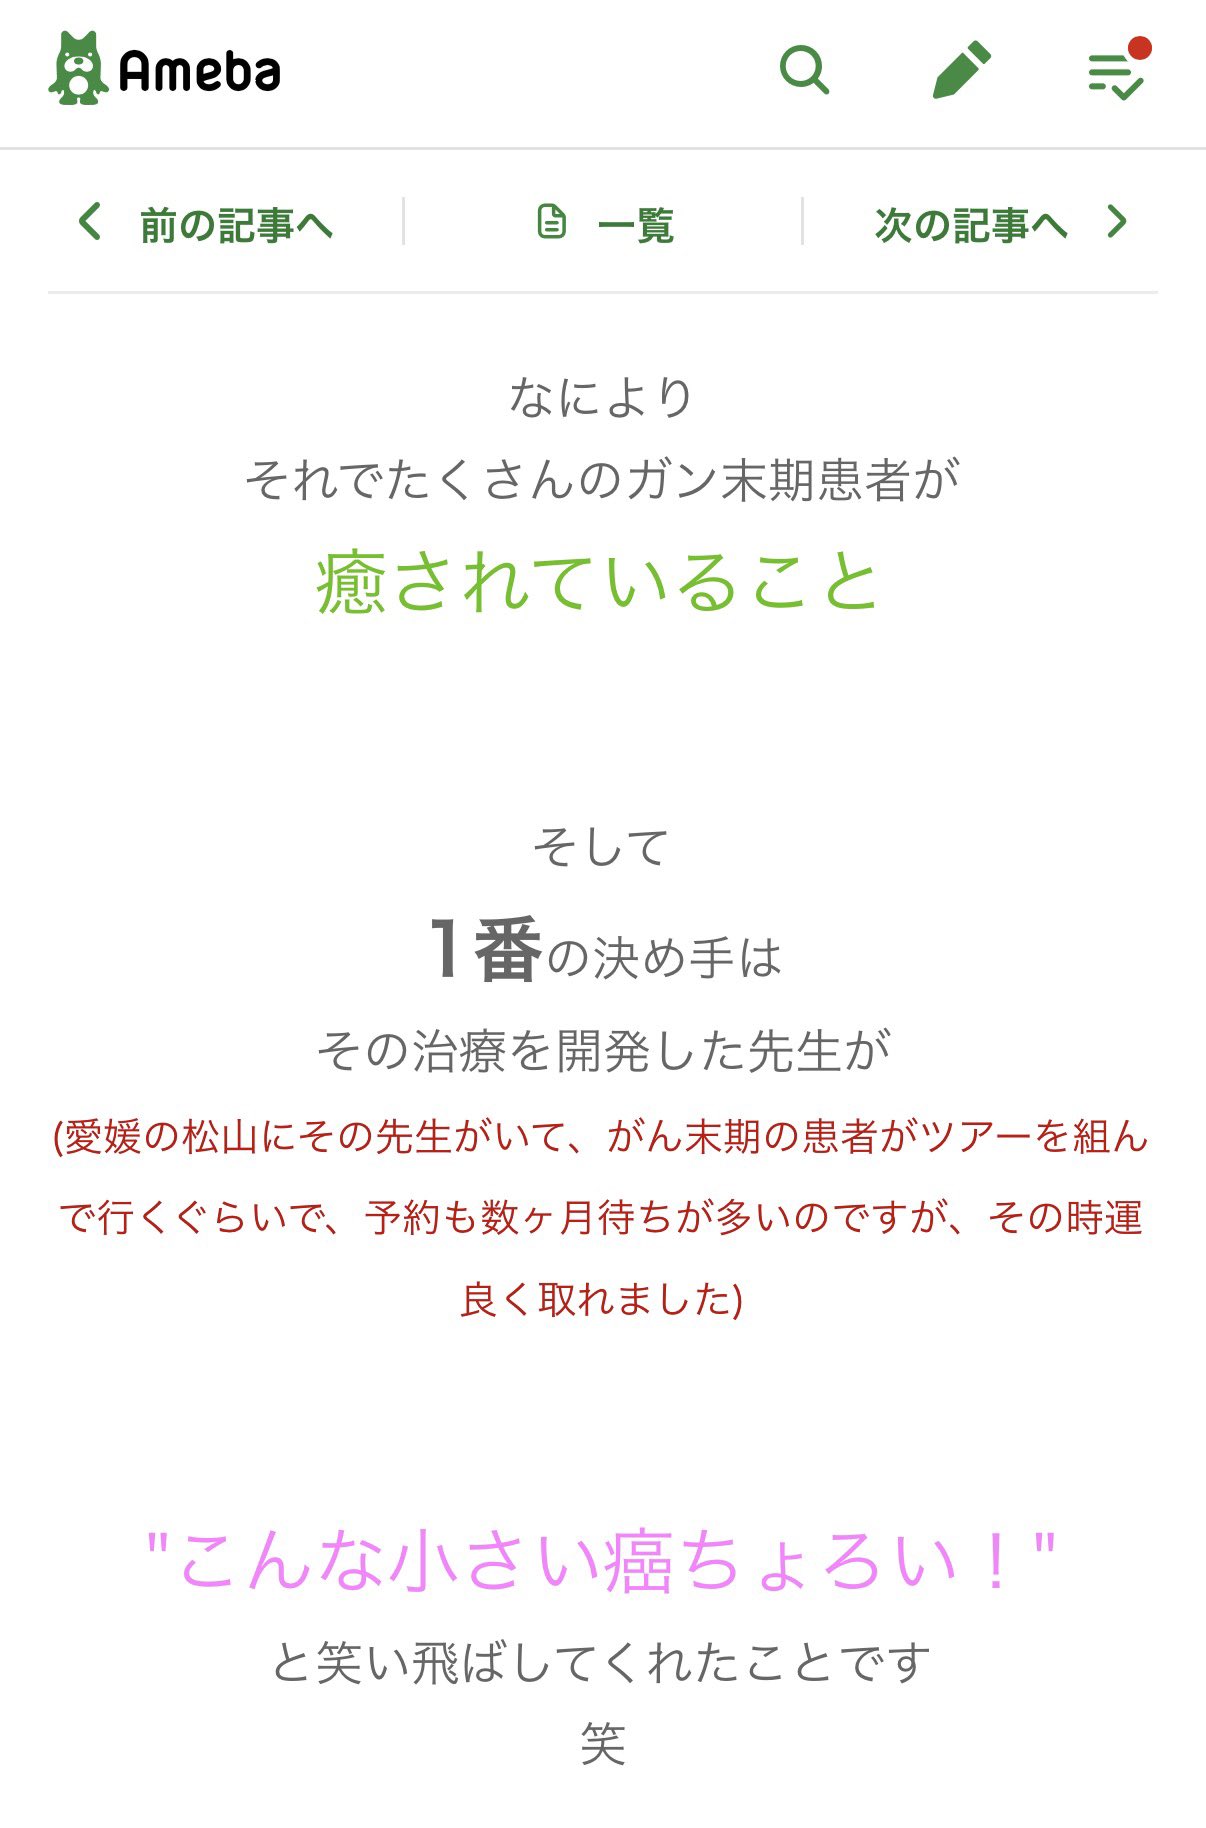 Ameba
前の記事へ
一覧
次の記事へ
なにより
それでたくさんのガン末期患者が
癒されていること
そして
1番の決め手は
その治療を開発した先生が
(愛媛の松山にその先生がいて、がん末期の患者がツアーを組ん
で行くぐらいで、予約も数ヶ月待ちが多いのですが、その時運
良く取れました)
"こんな小さい癌ちょろい！"
と笑い飛ばしてくれたことです
笑